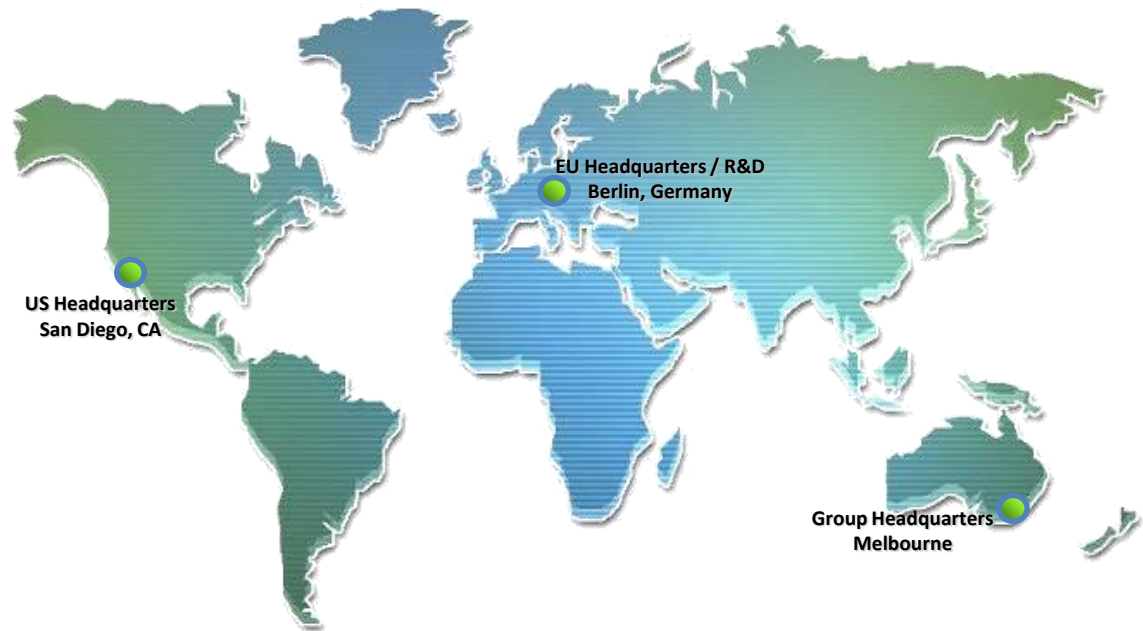 EU Headquarters / R&D
Berlin, Germany
US Headquarters
San Diego, CA
Group Headquarters
Melbourne